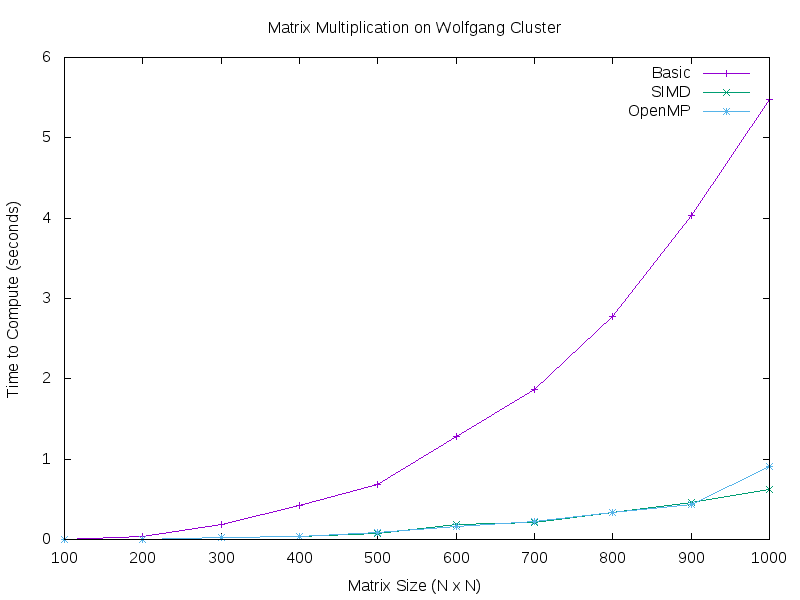 Matrix Multiplication on Wolfgang Cluster
Basic
SIMD
OpenMP
Time to Compute (seconds)
6
5
4
3
2
1
0
100 200 300 400 500 600 700 800 900 1000
Matrix Size (N x N)